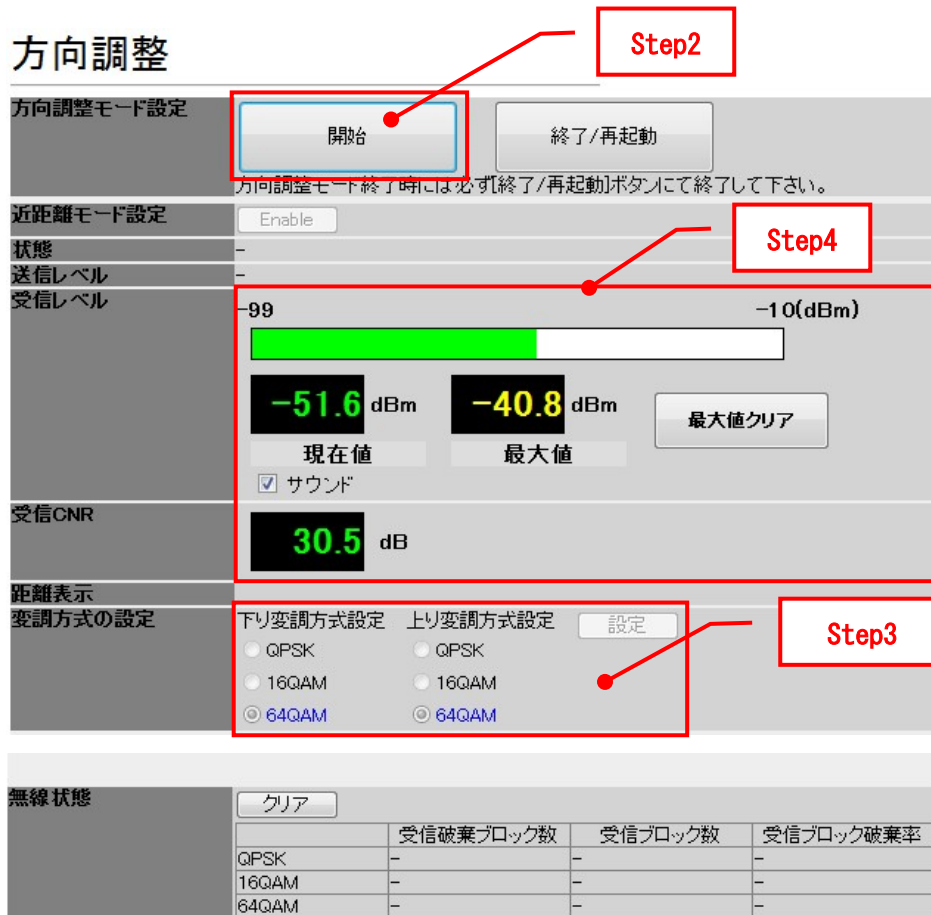 Step2
方向調整
方向調整モード設定
開始
終了/再起動
方向調整モード終了時には必ず[終了/再起動]ボタンにて終了して下さい。
近距離モード設定
Enable
Step4
状態
-
送信レベル
-
受信レベル
-99
-10(dBm)
-51.6 dBm
-40.8 dBm
最大値クリア
現在値
最大値
サウンド
受信CNR
30.5 dB
距離表示
変調方式の設定
下り変調方式設定
上り変調方式設定
設定
Step3
QPSK
QPSK
16QAM
16QAM
64QAM
64QAM
無線状態
クリア
受信破棄ブロック数 受信ブロック数 受信ブロック破棄率
QPSK - - -
16QAM - - -
64QAM - - -